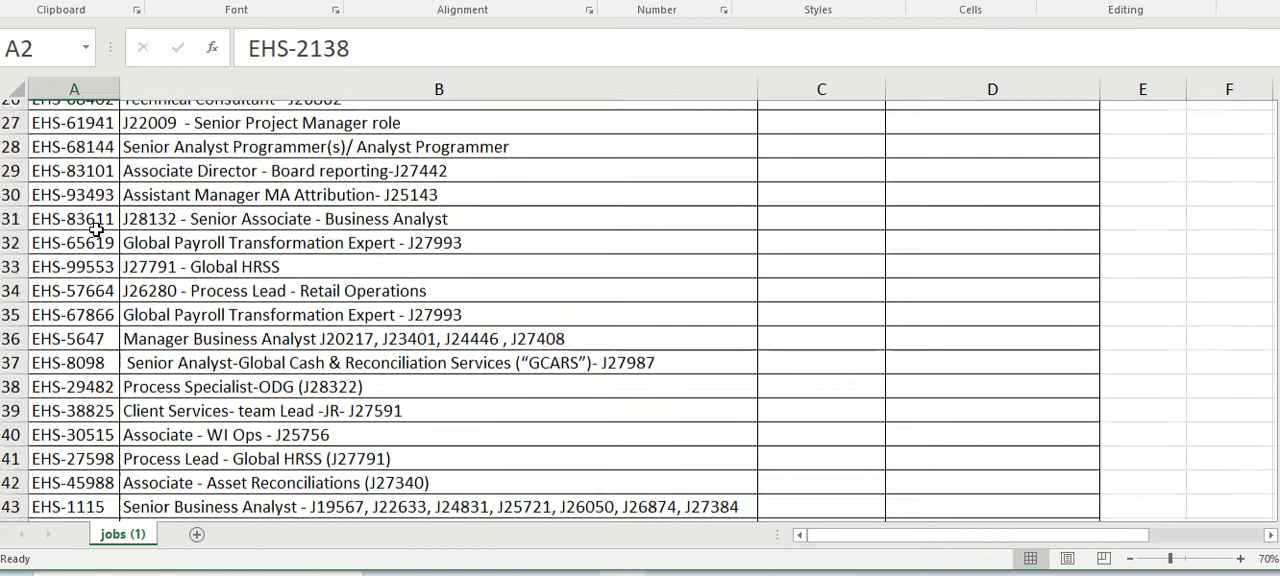 Clipboard Font Alignment Number Styles Cells Editing
A2 fx EHS-2138
A B C D E F
27 EHS-61941 J22009  - Senior Project Manager role
28 EHS-68144 Senior Analyst Programmer(s)/ Analyst Programmer
29 EHS-83101 Associate Director - Board reporting-J27442
30 EHS-93493 Assistant Manager MA Attribution- J25143
31 EHS-83611 J28132 - Senior Associate - Business Analyst
32 EHS-65619 Global Payroll Transformation Expert - J27993
33 EHS-99553 J27791 - Global HRSS
34 EHS-57664 J26280 - Process Lead - Retail Operations
35 EHS-67866 Global Payroll Transformation Expert - J27993
36 EHS-5647 Manager Business Analyst J20217, J23401, J24446 , J27408
37 EHS-8098 Senior Analyst-Global Cash & Reconciliation Services (“GCARS”)- J27987
38 EHS-29482 Process Specialist-ODG (J28322)
39 EHS-38825 Client Services- team Lead -JR- J27591
40 EHS-30515 Associate - WI Ops - J25756
41 EHS-27598 Process Lead - Global HRSS (J27791)
42 EHS-45988 Associate - Asset Reconciliations (J27340)
43 EHS-1115 Senior Business Analyst - J19567, J22633, J24831, J25721, J26050, J26874, J27384
jobs (1)
Ready 70%